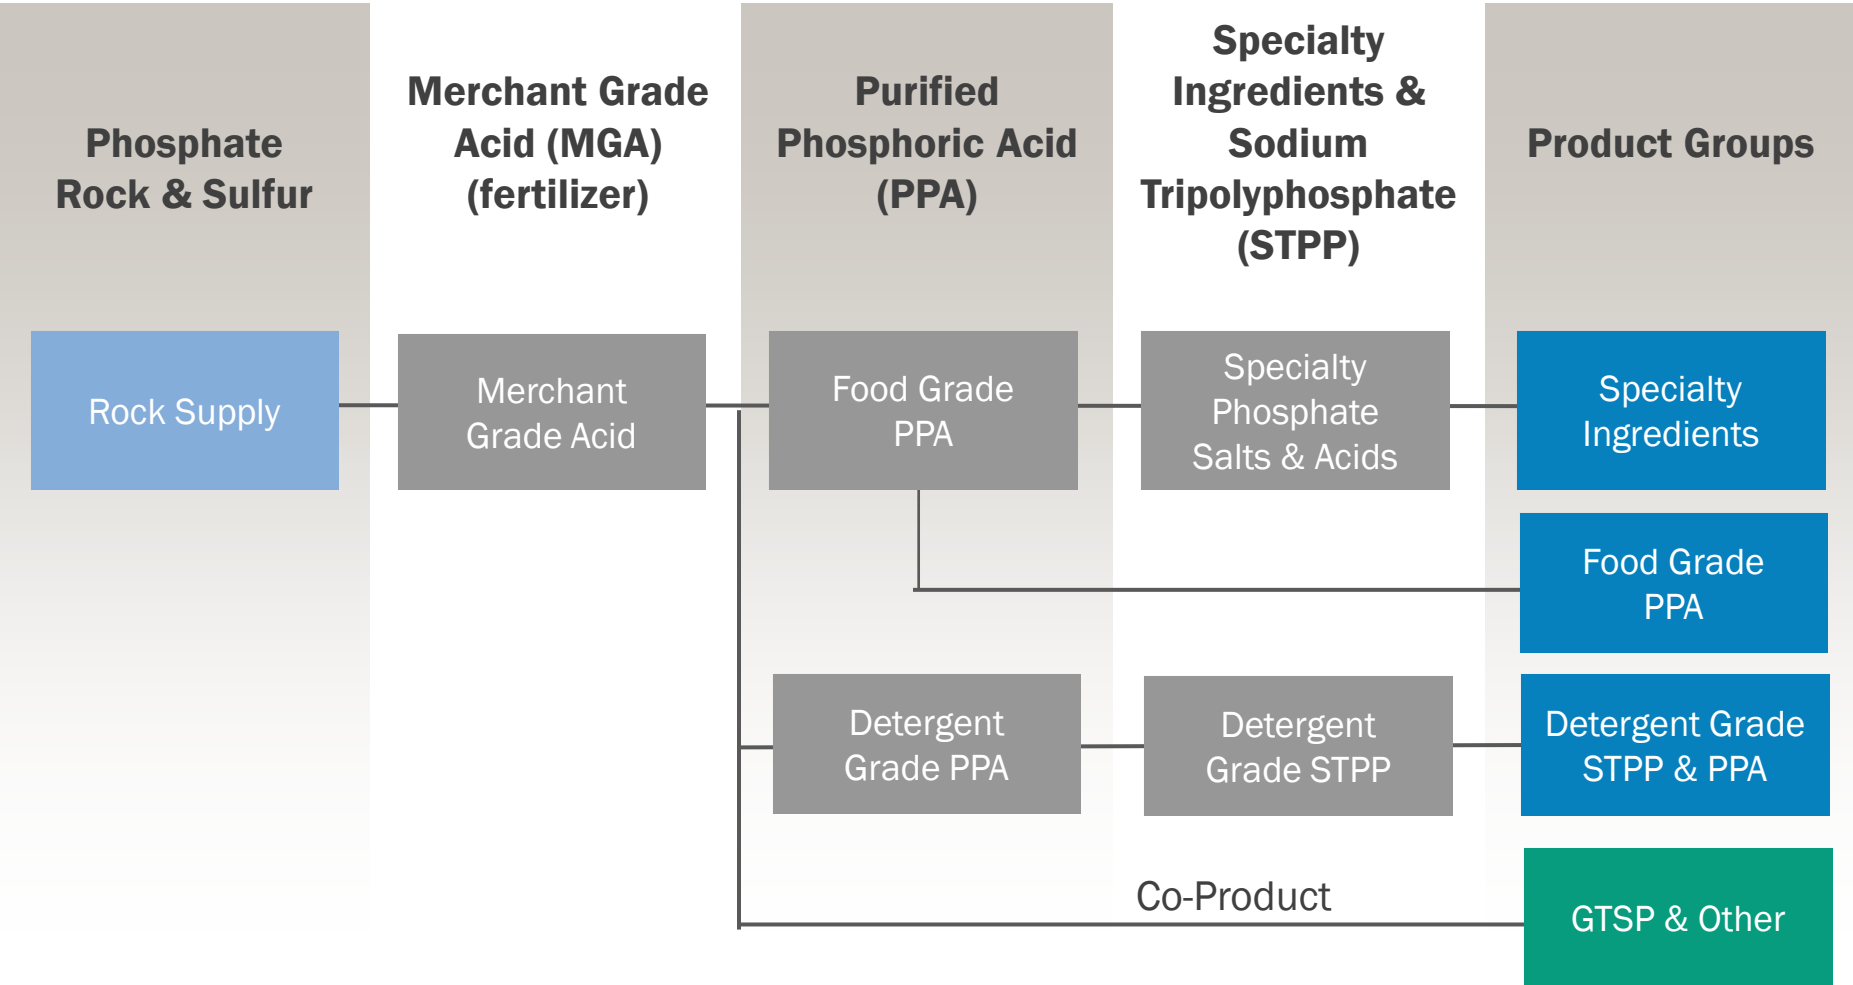 Phosphate
Rock & Sulfur
Merchant Grade
Acid (MGA)
(fertilizer)
Purified
Phosphoric Acid
(PPA)
Specialty
Ingredients &
Sodium
Tripolyphosphate
(STPP)
Product Groups
Rock Supply
Merchant
Grade Acid
Food Grade
PPA
Specialty
Phosphate
Salts & Acids
Specialty
Ingredients
Food Grade
PPA
Detergent
Grade PPA
Detergent
Grade STPP
Detergent Grade
STPP & PPA
Co-Product
GTSP & Other